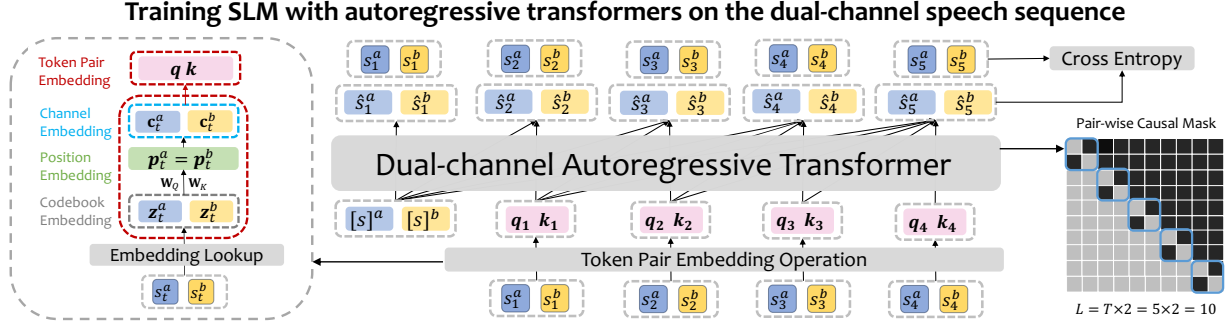 Training SLM with autoregressive transformers on the dual-channel speech sequence
Token Pair
Embedding
q k
Channel
Embedding
c_t^a c_t^b
Position
Embedding
p_t^a = p_t^b
W_Q W_K
Codebook
Embedding
z_t^a z_t^b
Embedding Lookup
s_t^a s_t^b
s_1^a s_1^b s_2^a s_2^b s_3^a s_3^b s_4^a s_4^b s_5^a s_5^b
ŝ_1^a ŝ_1^b ŝ_2^a ŝ_2^b ŝ_3^a ŝ_3^b ŝ_4^a ŝ_4^b ŝ_5^a ŝ_5^b
Dual-channel Autoregressive Transformer
[s]^a [s]^b q_1 k_1 q_2 k_2 q_3 k_3 q_4 k_4
Token Pair Embedding Operation
s_1^a s_1^b s_2^a s_2^b s_3^a s_3^b s_4^a s_4^b
Cross Entropy
Pair-wise Causal Mask
L = T×2 = 5×2 = 10